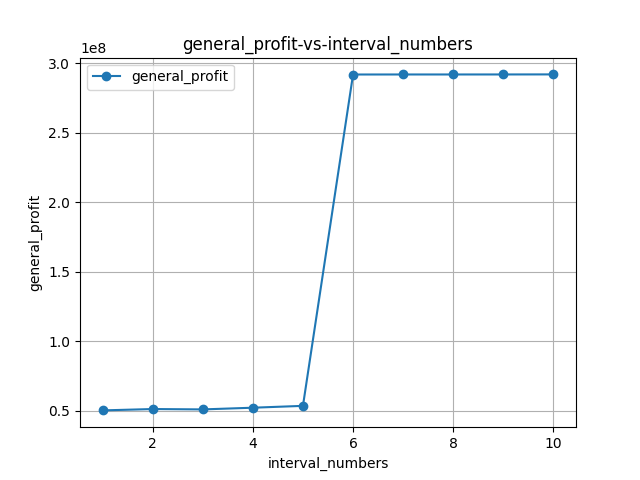 general_profit-vs-interval_numbers
1e8
general_profit
3.0
2.5
2.0
1.5
1.0
0.5
general_profit
2
4
6
8
10
interval_numbers